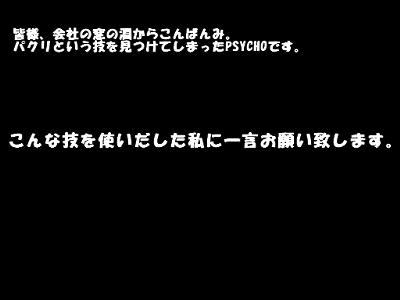 皆様、会社の窓の淵からこんばんみ。
パクリという技を見つけてしまったPSYCHOです。
こんな技を使いだした私に一言お願い致します。